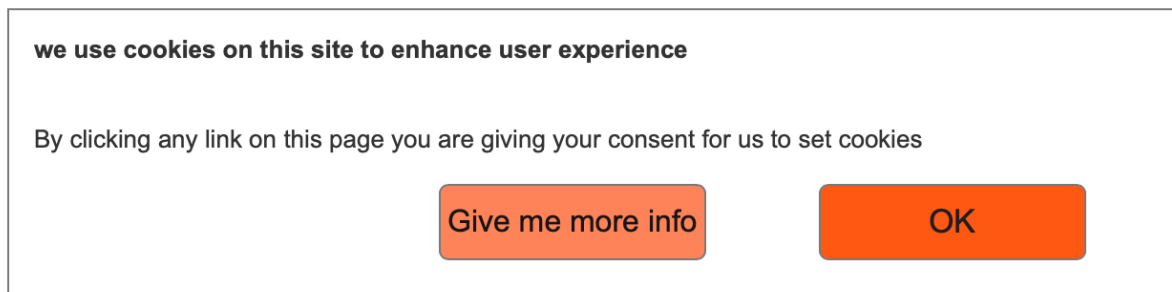 we use cookies on this site to enhance user experience
By clicking any link on this page you are giving your consent for us to set cookies
Give me more info
OK